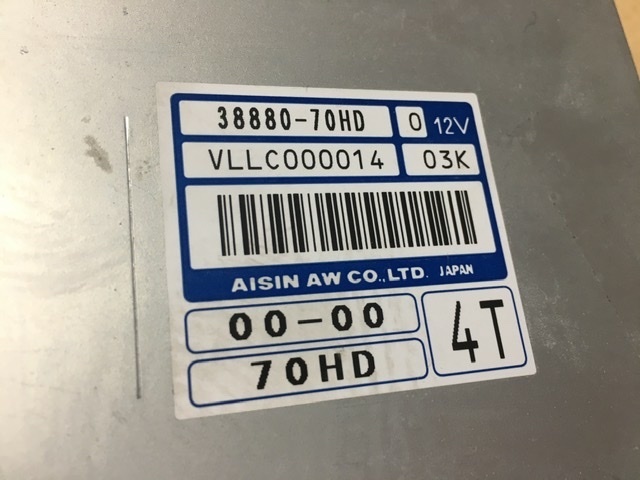 38880-70HD 0 12V
VLLC000014 03K
AISIN AW CO.,LTD. JAPAN
00-00
70HD
4T